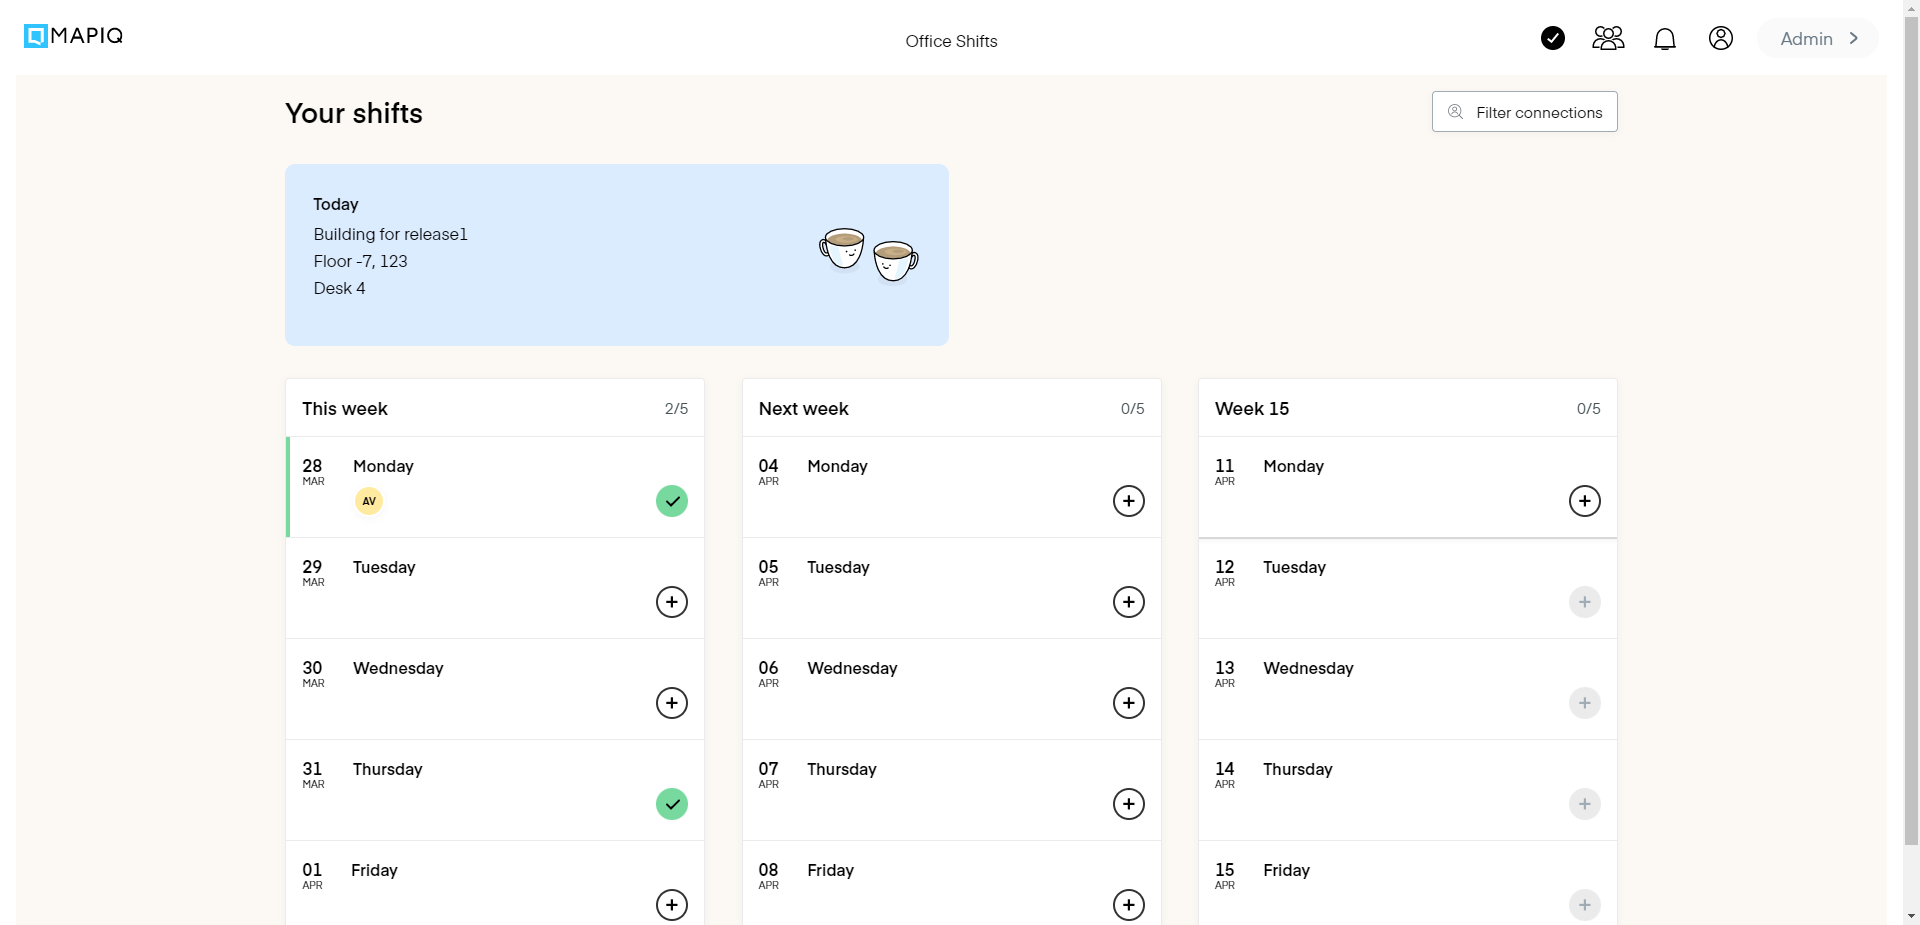 MAPIQ
Office Shifts
Admin
Your shifts
Filter connections
Today
Building for release1
Floor -7, 123
Desk 4
This week 2/5
28 Monday
MAR
AV
29 Tuesday
MAR
30 Wednesday
MAR
31 Thursday
MAR
01 Friday
APR
Next week 0/5
04 Monday
APR
05 Tuesday
APR
06 Wednesday
APR
07 Thursday
APR
08 Friday
APR
Week 15 0/5
11 Monday
APR
12 Tuesday
APR
13 Wednesday
APR
14 Thursday
APR
15 Friday
APR